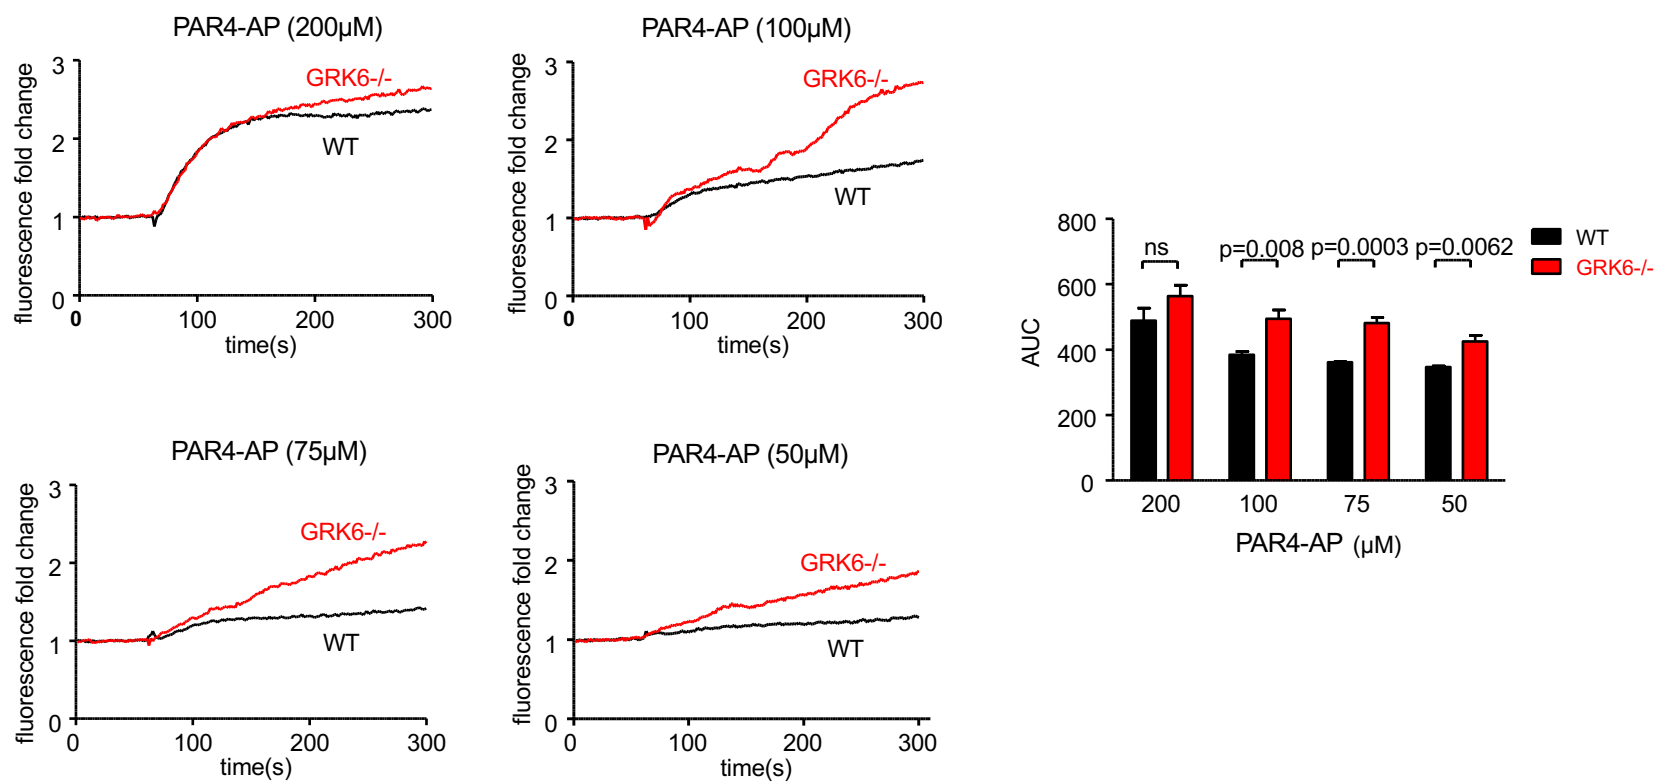 PAR4-AP (200µM)
fluorescence fold change
3
2
1
0
GRK6-/-
WT
0
100
200
300
time(s)
PAR4-AP (100µM)
fluorescence fold change
3
2
1
0
GRK6-/-
WT
0
100
200
300
time(s)
PAR4-AP (75µM)
fluorescence fold change
3
2
1
0
GRK6-/-
WT
0
100
200
300
time(s)
PAR4-AP (50µM)
fluorescence fold change
3
2
1
0
GRK6-/-
WT
0
100
200
300
time(s)
AUC
800
600
400
200
0
ns
p=0.008
p=0.0003
p=0.0062
WT
GRK6-/-
200
100
75
50
PAR4-AP (µM)